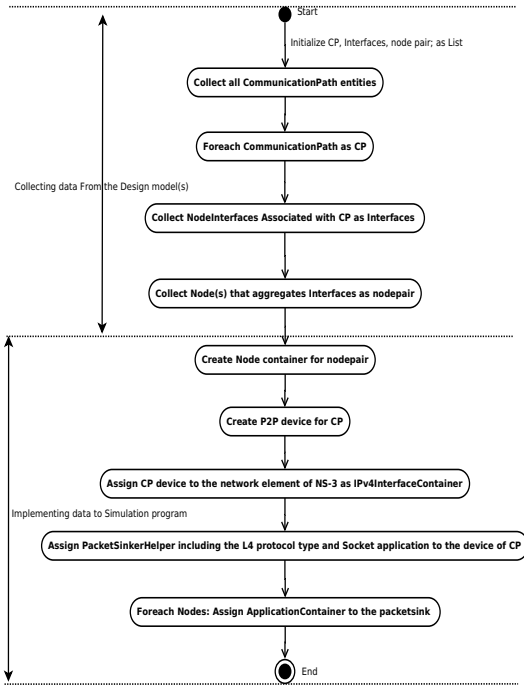 Start
Initialize CP, Interfaces, node pair; as List
Collect all CommunicationPath entities
Foreach CommunicationPath as CP
Collecting data From the Design model(s)
Collect NodeInterfaces Associated with CP as Interfaces
Collect Node(s) that aggregates Interfaces as nodepair
Create Node container for nodepair
Create P2P device for CP
Assign CP device to the network element of NS-3 as IPv4InterfaceContainer
Implementing data to Simulation program
Assign PacketSinkerHelper including the L4 protocol type and Socket application to the device of CP
Foreach Nodes: Assign ApplicationContainer to the packetsink
End